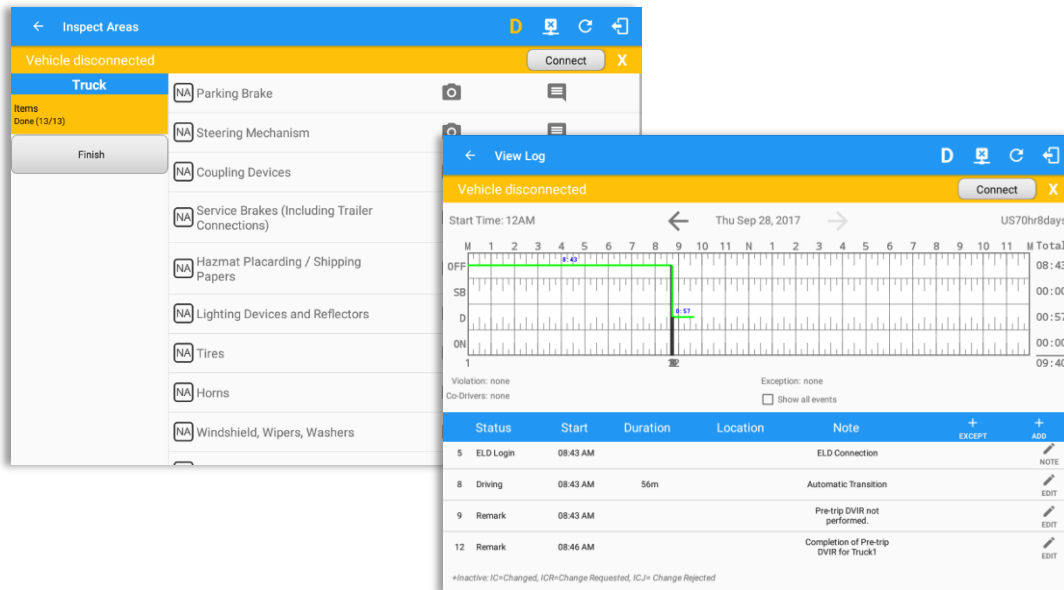 Inspect Areas
D
Vehicle disconnected
Connect
X
Truck
Items
Done (13/13)
Finish
NA Parking Brake
NA Steering Mechanism
NA Coupling Devices
NA Service Brakes (Including Trailer
Connections)
NA Hazmat Placarding / Shipping
Papers
NA Lighting Devices and Reflectors
NA Tires
NA Horns
NA Windshield, Wipers, Washers
View Log
D
Vehicle disconnected
Connect
X
Start Time: 12AM
Thu Sep 28, 2017
US70hr8days
M 1 2 3 4 5 6 7 8 9 10 11 N 1 2 3 4 5 6 7 8 9 10 11 M Total
OFF 8:43 08:43
SB 00:00
D 0:57 00:57
ON 00:00
1 09:40
Violation: none
Exception: none
Co-Drivers: none
Show all events
Status Start Duration Location Note + EXCEPT + ADD
5 ELD Login 08:43 AM ELD Connection NOTE
8 Driving 08:43 AM 56m Automatic Transition EDIT
9 Remark 08:43 AM Pre-trip DVIR not
performed. EDIT
12 Remark 08:46 AM Completion of Pre-trip
DVIR for Truck1 EDIT
+Inactive: IC=Changed, ICR=Change Requested, ICJ= Change Rejected